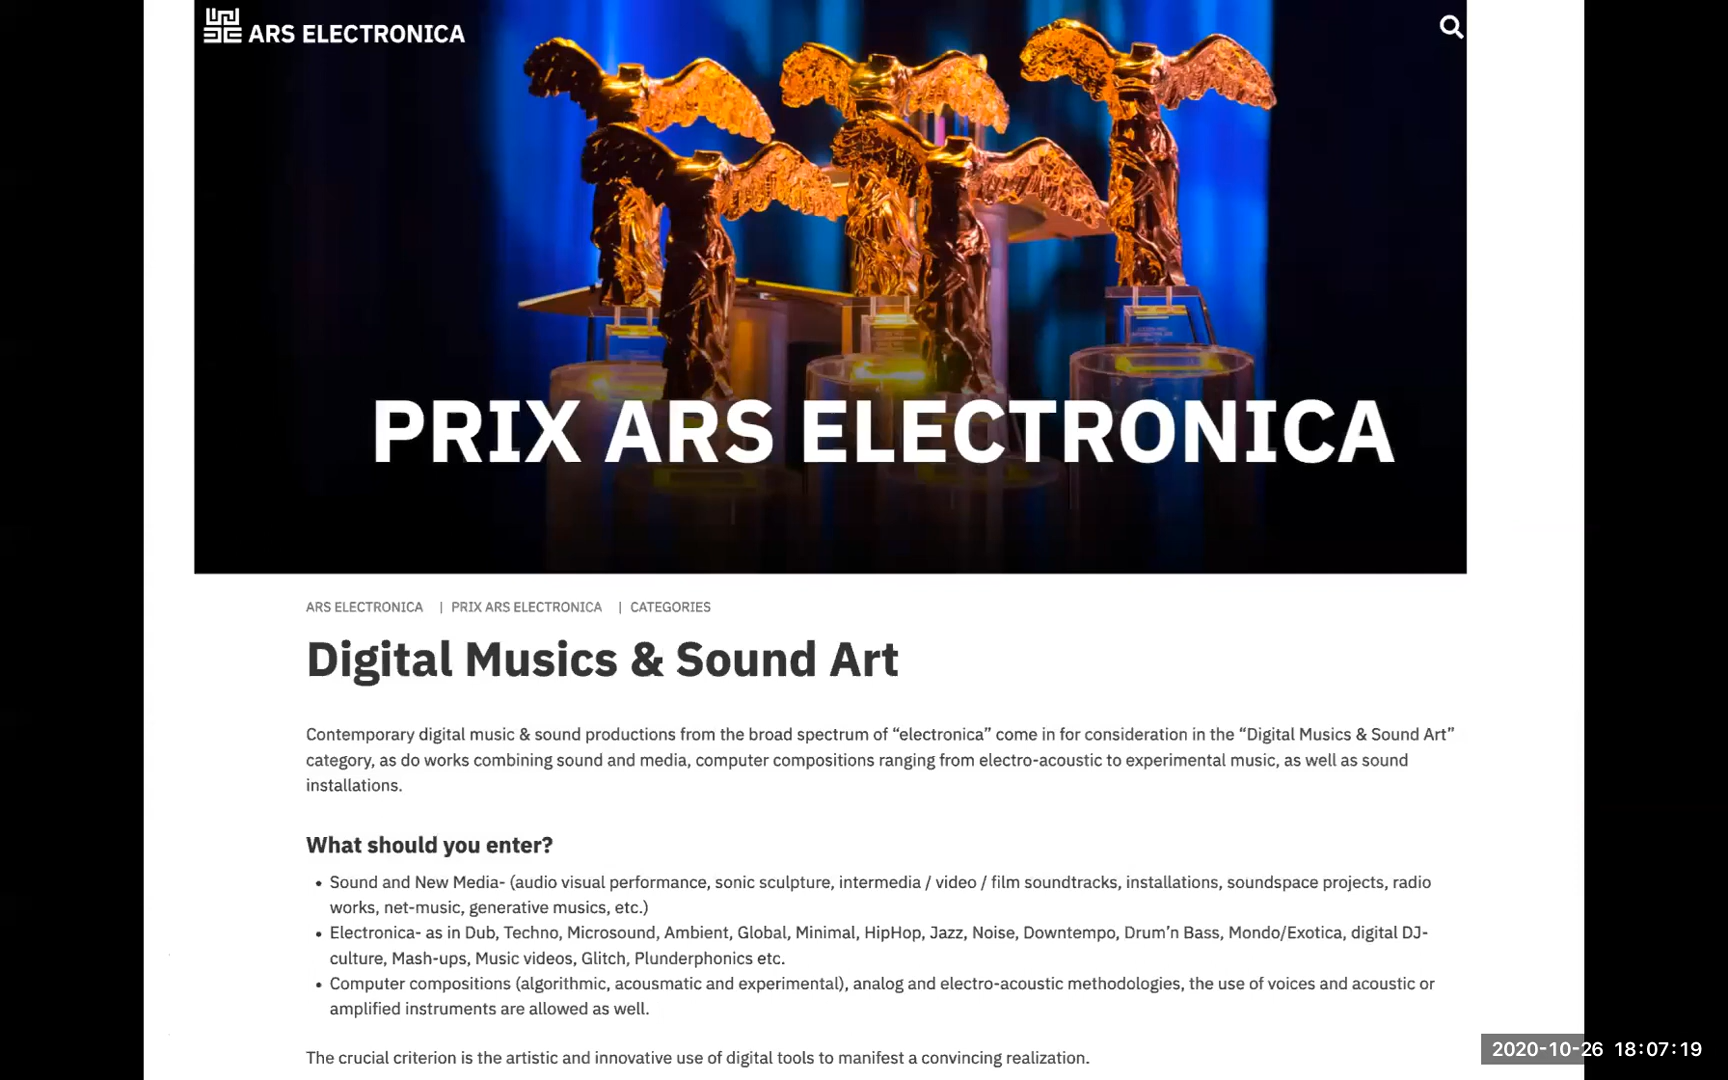 ARS ELECTRONICA
PRIX ARS ELECTRONICA
ARS ELECTRONICA | PRIX ARS ELECTRONICA | CATEGORIES
Digital Musics & Sound Art
Contemporary digital music & sound productions from the broad spectrum of “electronica” come in for consideration in the “Digital Musics & Sound Art”
category, as do works combining sound and media, computer compositions ranging from electro-acoustic to experimental music, as well as sound
installations.
What should you enter?
• Sound and New Media- (audio visual performance, sonic sculpture, intermedia / video / film soundtracks, installations, soundspace projects, radio
works, net-music, generative musics, etc.)
• Electronica- as in Dub, Techno, Microsound, Ambient, Global, Minimal, HipHop, Jazz, Noise, Downtempo, Drum’n Bass, Mondo/Exotica, digital DJ-
culture, Mash-ups, Music videos, Glitch, Plunderphonics etc.
• Computer compositions (algorithmic, acousmatic and experimental), analog and electro-acoustic methodologies, the use of voices and acoustic or
amplified instruments are allowed as well.
The crucial criterion is the artistic and innovative use of digital tools to manifest a convincing realization.
2020-10-26 18:07:19